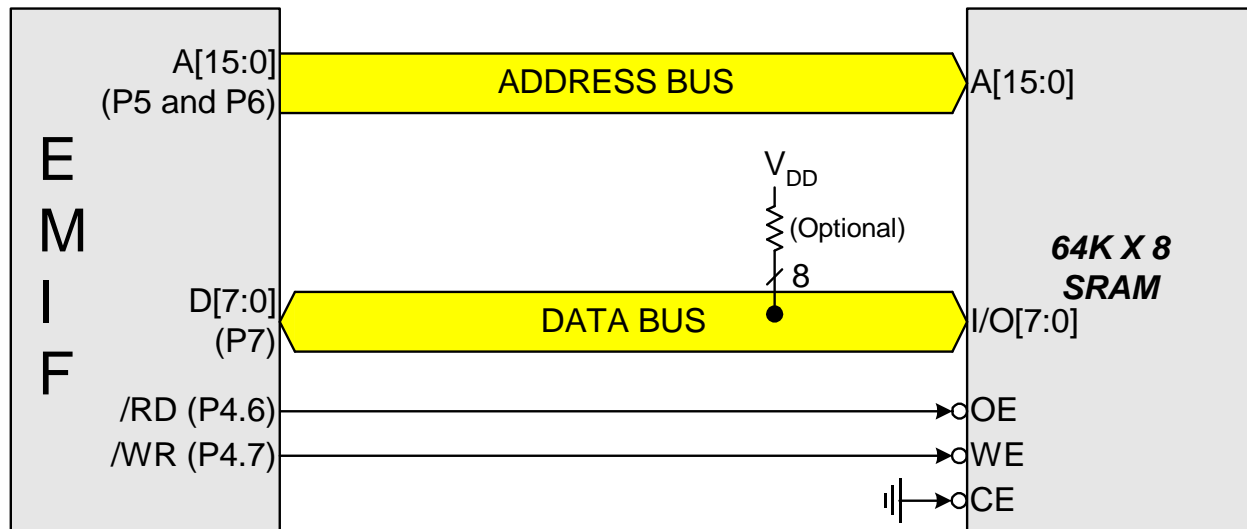 A[15:0]
(P5 and P6)
ADDRESS BUS
A[15:0]
E
M
I
F
VDD
(Optional)
8
64K X 8
SRAM
D[7:0]
(P7)
DATA BUS
I/O[7:0]
/RD (P4.6)
OE
/WR (P4.7)
WE
CE